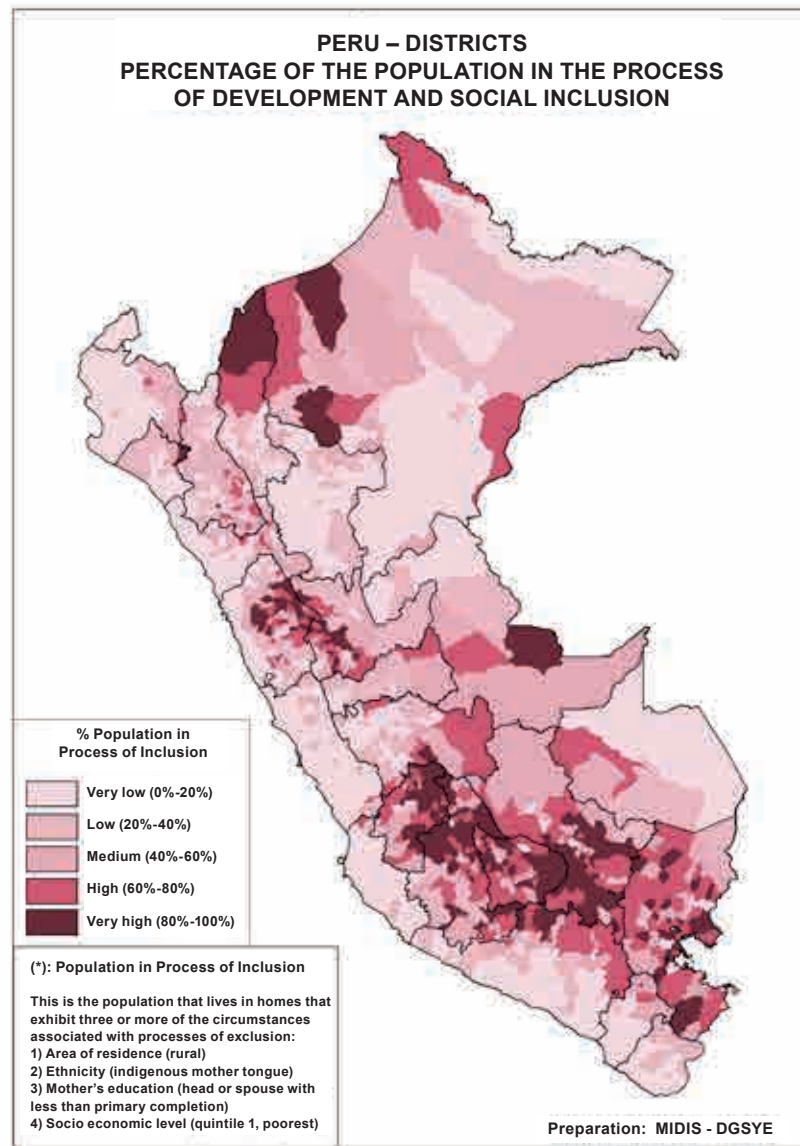 PERU – DISTRICTS
PERCENTAGE OF THE POPULATION IN THE PROCESS
OF DEVELOPMENT AND SOCIAL INCLUSION
% Population in
Process of Inclusion
Very low (0%-20%)
Low (20%-40%)
Medium (40%-60%)
High (60%-80%)
Very high (80%-100%)
(*): Population in Process of Inclusion
This is the population that lives in homes that
exhibit three or more of the circumstances
associated with processes of exclusion:
1) Area of residence (rural)
2) Ethnicity (indigenous mother tongue)
3) Mother’s education (head or spouse with
less than primary completion)
4) Socio economic level (quintile 1, poorest)
Preparation: MIDIS - DGSYE